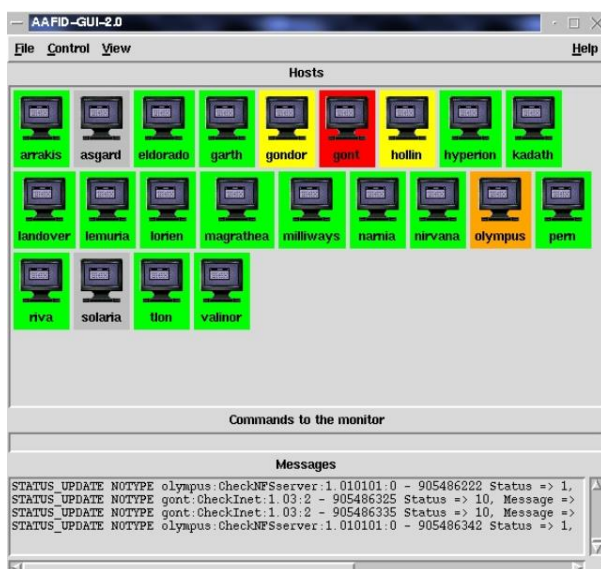 AAFID-GUI-2.0
File Control View Help
Hosts
arrakis asgard eldorado garth gondor gont hollin hyperion kadath
landover lemuria lorien magrathea milliways narnia nirvana olympus pern
riva solaria tlon valinor
Commands to the monitor
Messages
STATUS_UPDATE NOTYPE olympus:CheckNFSserver:1.010101:0 - 905486222 Status => 1,
STATUS_UPDATE NOTYPE gont:CheckInet:1.03:2 - 905486325 Status => 10, Message =>
STATUS_UPDATE NOTYPE gont:CheckInet:1.03:2 - 905486335 Status => 10, Message =>
STATUS_UPDATE NOTYPE olympus:CheckNFSserver:1.010101:0 - 905486342 Status => 1,